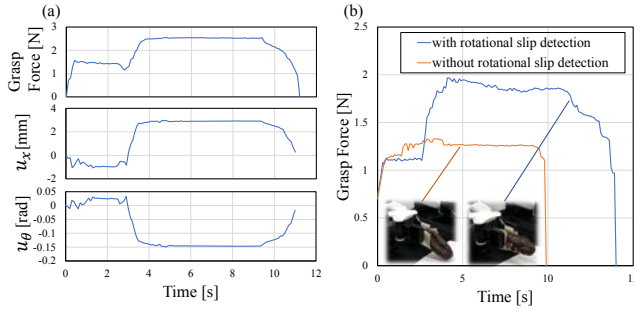 (a)
3
2
1
0
Grasp
Force [N]
4
2
0
−2
uₓ [mm]
0.05
0
-0.05
-0.1
-0.15
-0.2
u_θ [rad]
0 2 4 6 8 10 12
Time [s]
(b)
with rotational slip detection
without rotational slip detection
2.5
2
1.5
1
0.5
0
Grasp Force [N]
0 5 10 15
Time [s]